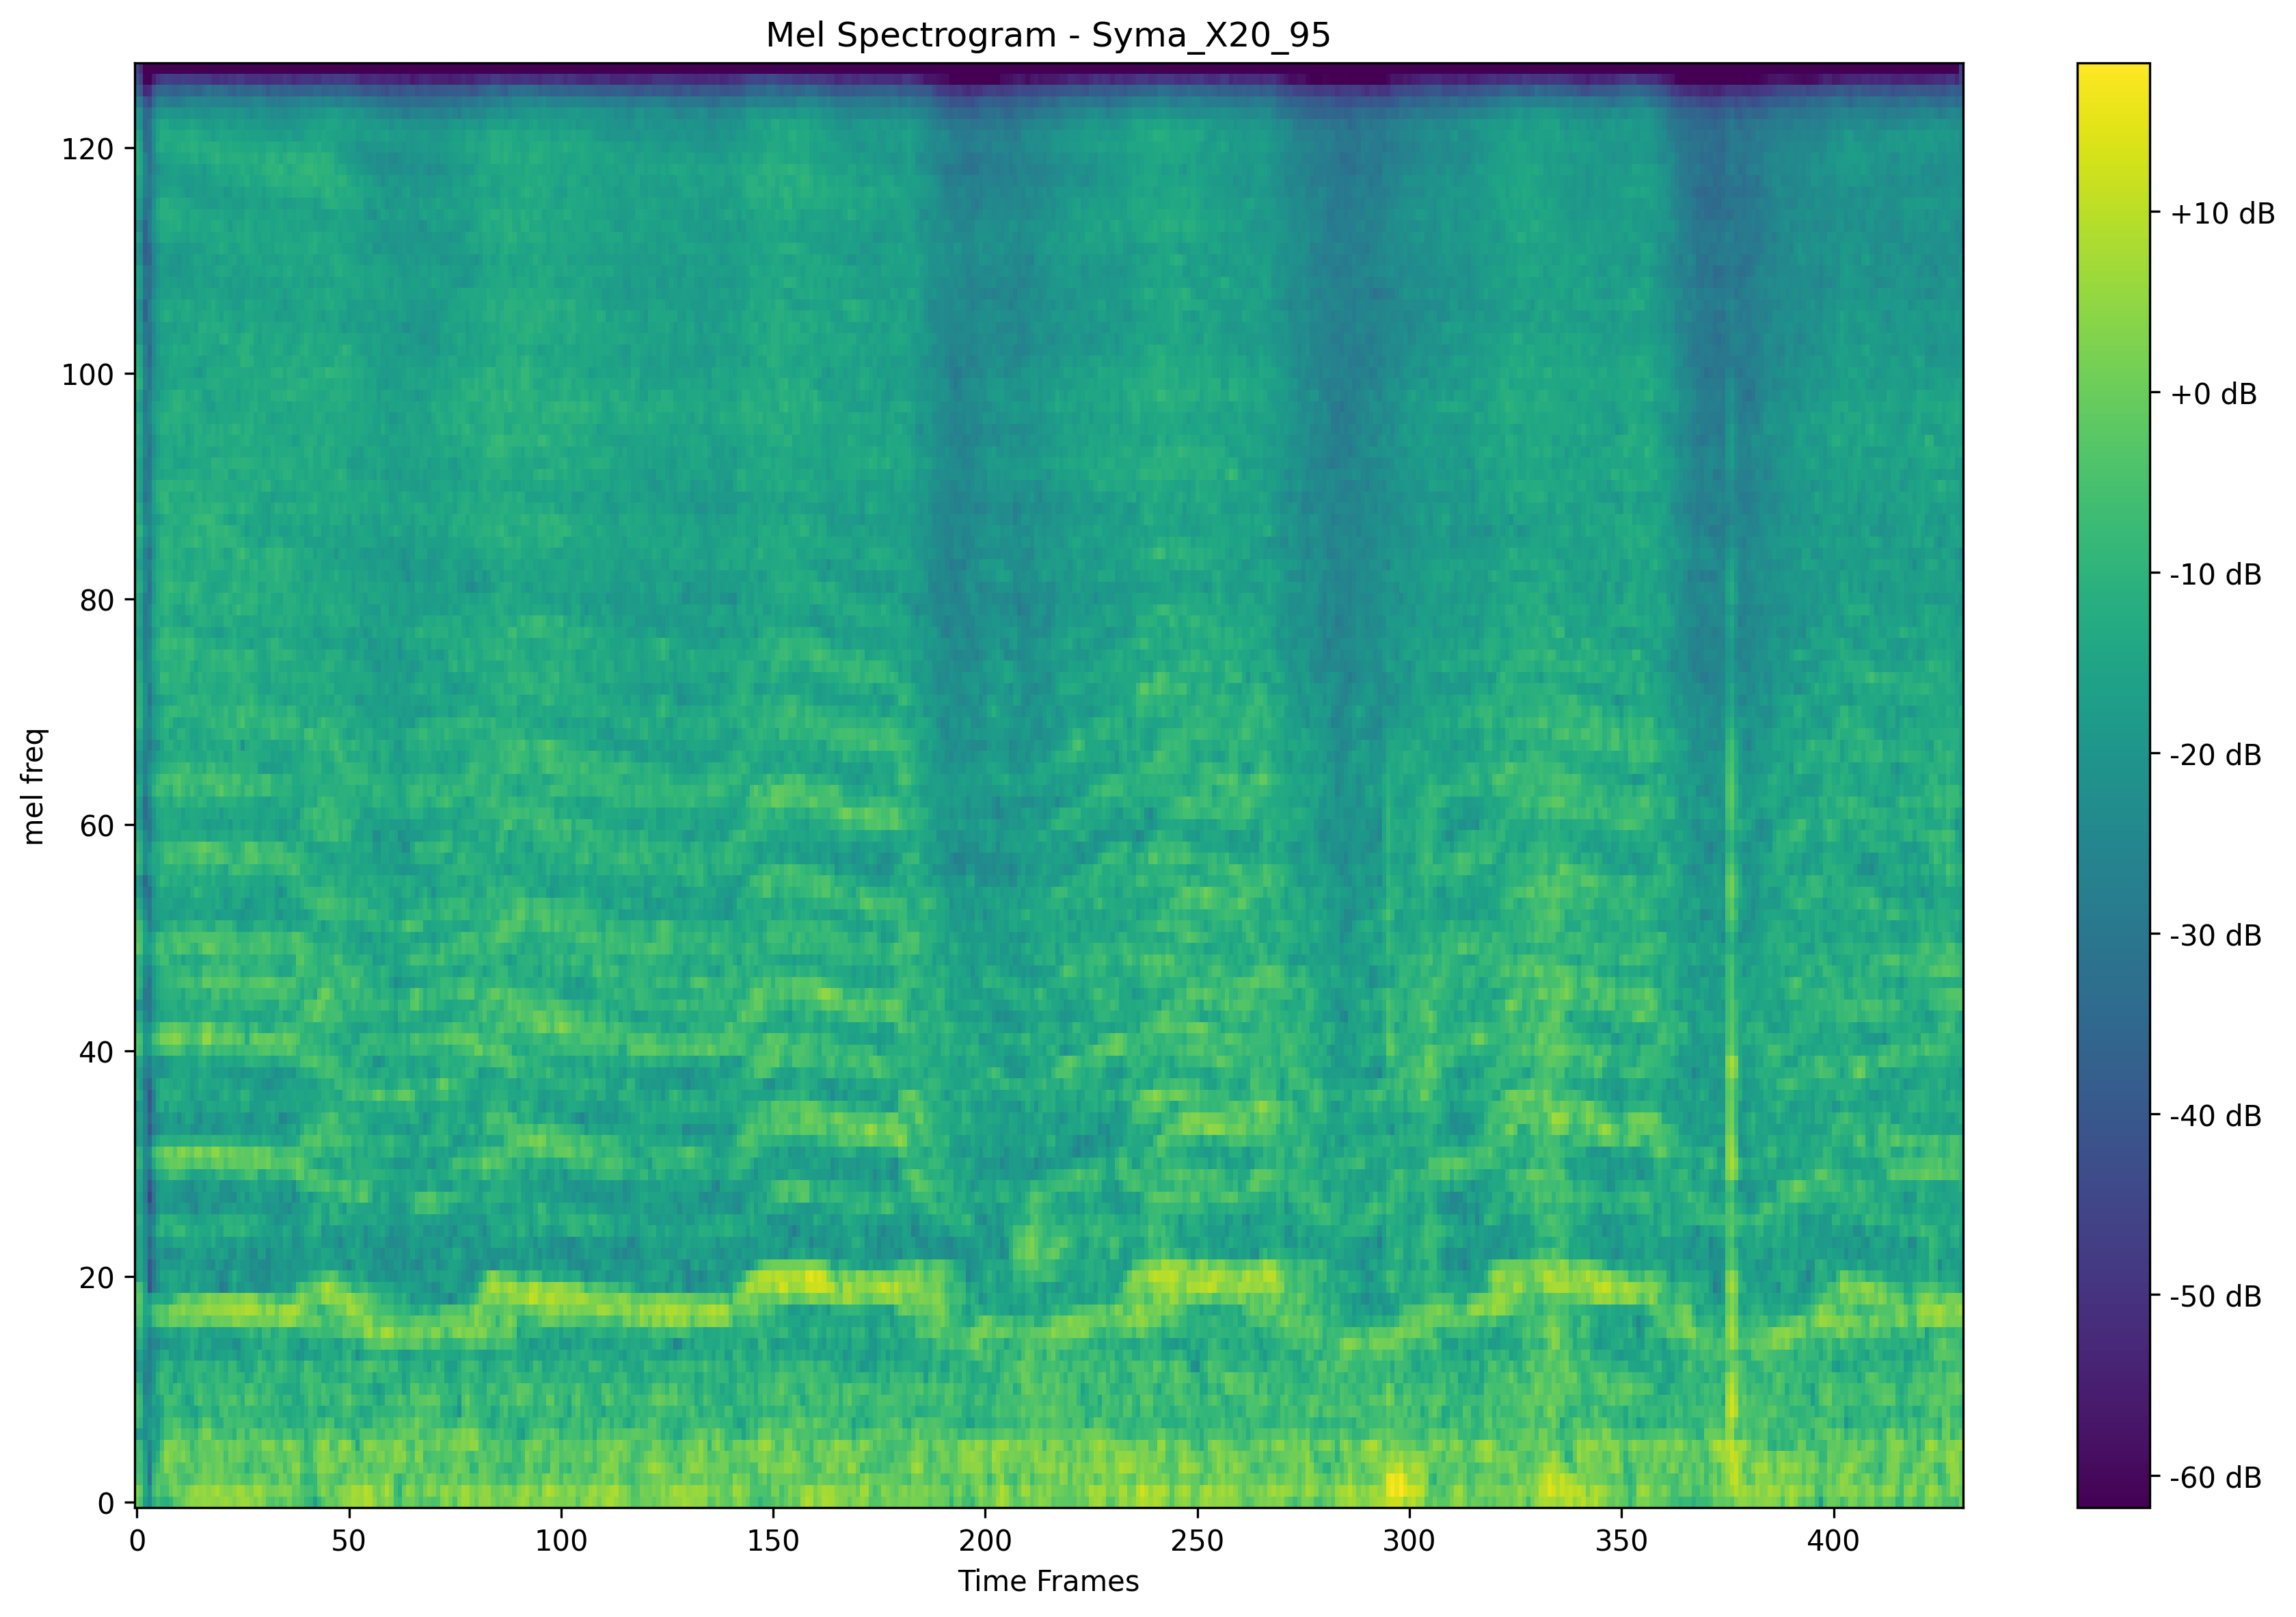 Mel Spectrogram - Syma_X20_95
mel freq
120
100
80
60
40
20
0
0 50 100 150 200 250 300 350 400
Time Frames
+10 dB
+0 dB
-10 dB
-20 dB
-30 dB
-40 dB
-50 dB
-60 dB